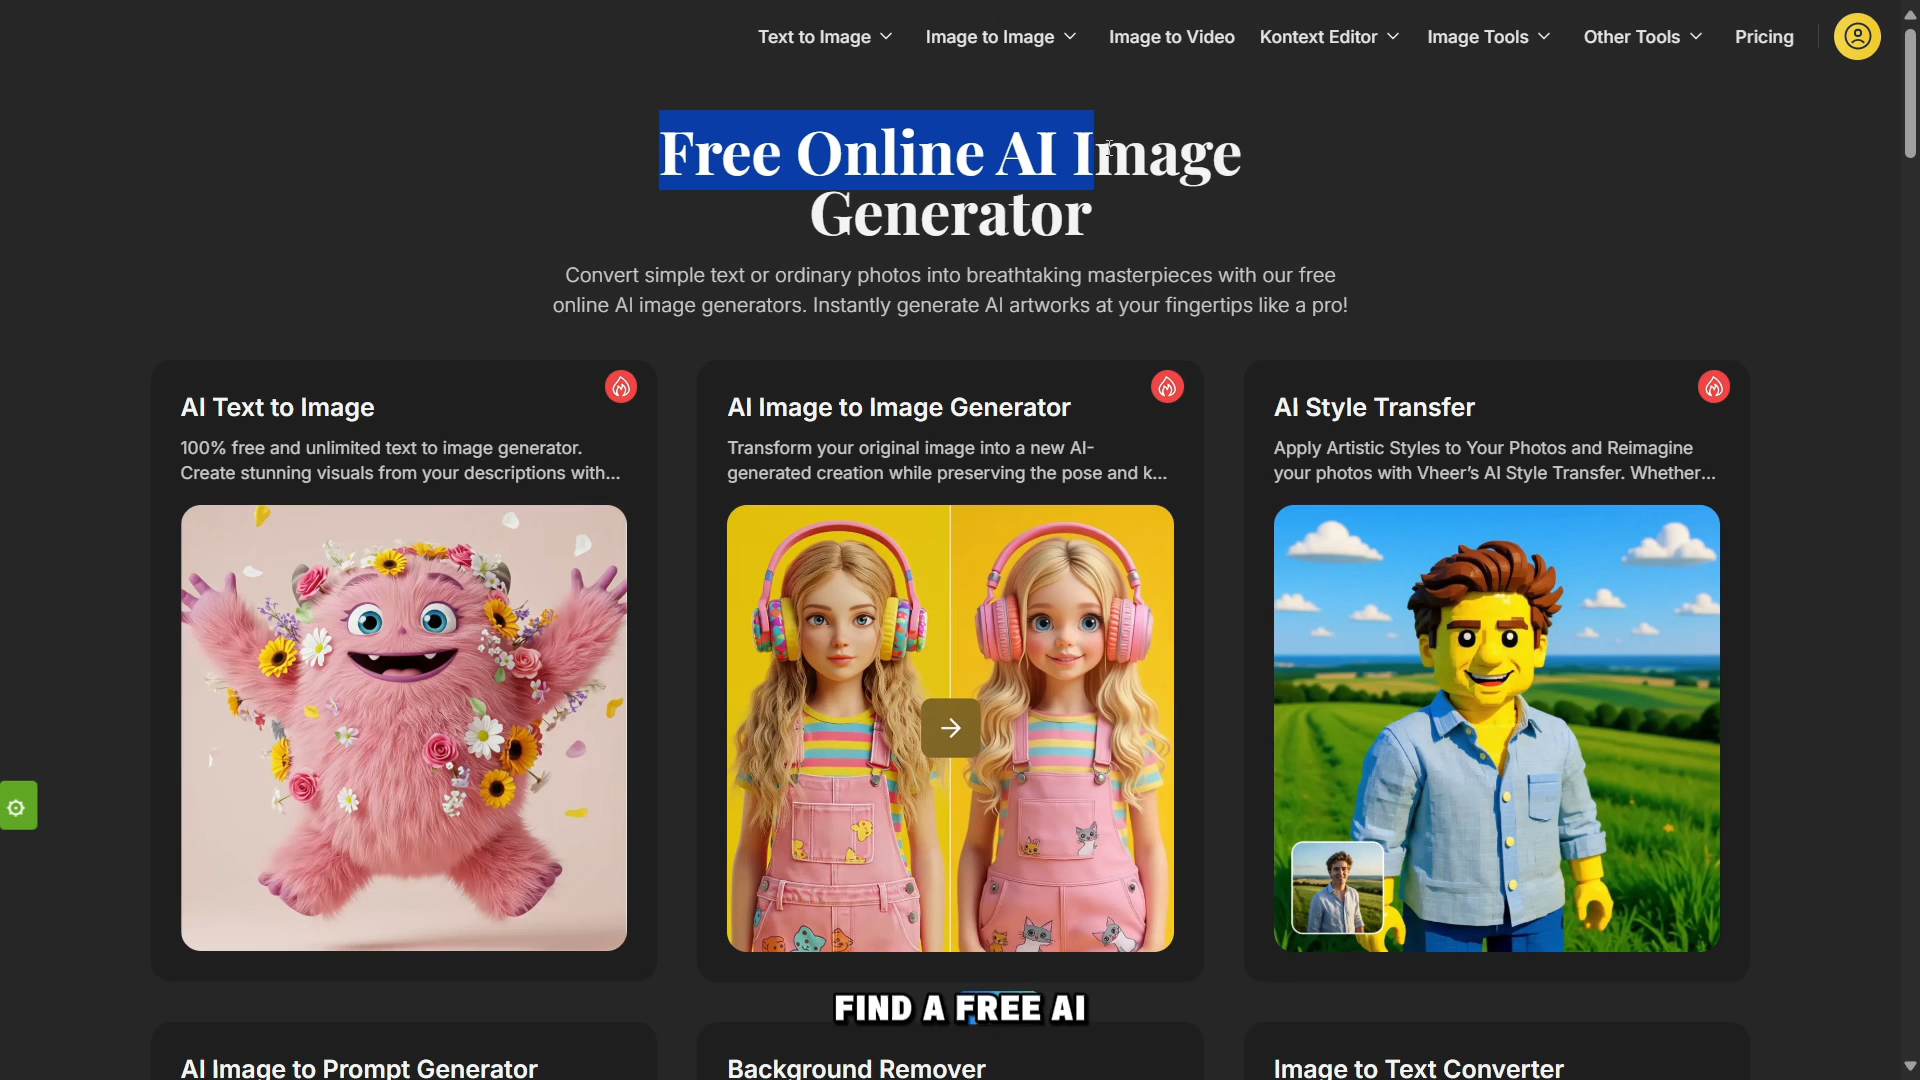 Text to Image
Image to Image
Image to Video
Kontext Editor
Image Tools
Other Tools
Pricing
Free Online AI Image
Generator
Convert simple text or ordinary photos into breathtaking masterpieces with our free
online AI image generators. Instantly generate AI artworks at your fingertips like a pro!
AI Text to Image
100% free and unlimited text to image generator.
Create stunning visuals from your descriptions with...
AI Image to Image Generator
Transform your original image into a new AI-
generated creation while preserving the pose and k...
AI Style Transfer
Apply Artistic Styles to Your Photos and Reimagine
your photos with Vheer’s AI Style Transfer. Whether...
FIND A FREE AI
AI Image to Prompt Generator
Background Remover
Image to Text Converter